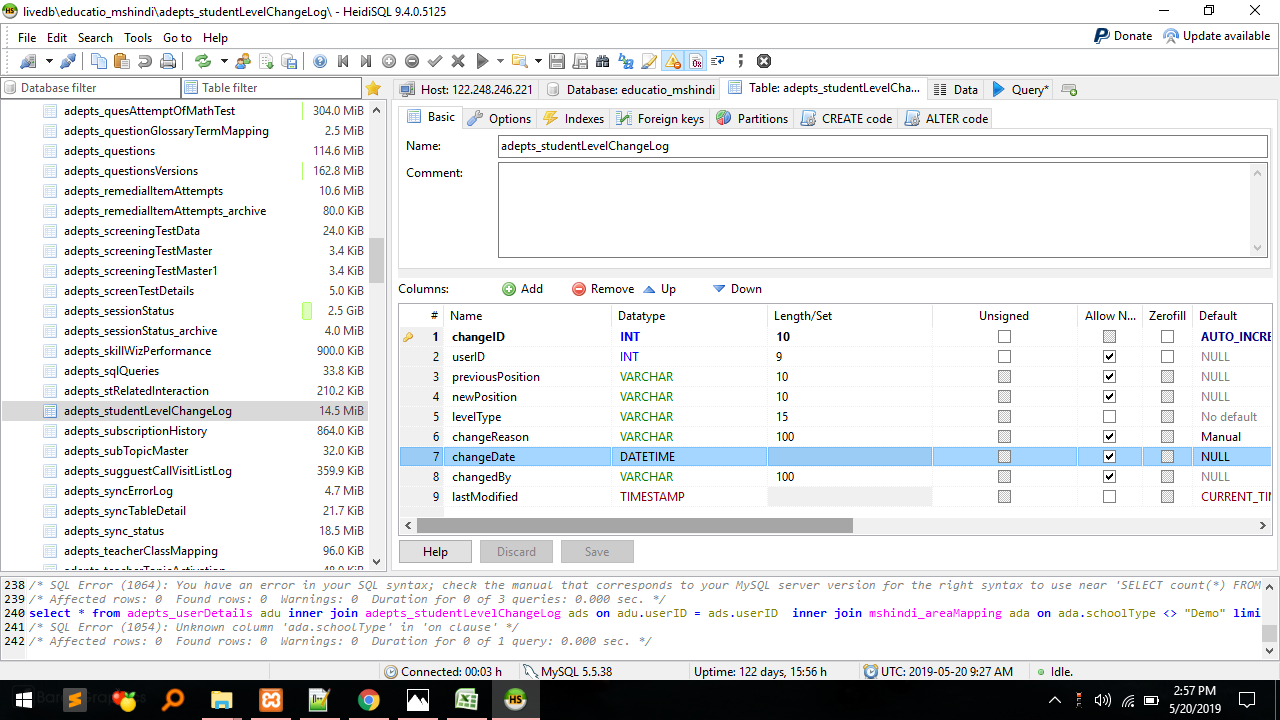 livedb\educatio_mshindi\adepts_studentLevelChangeLog\ - HeidiSQL 9.4.0.5125
File Edit Search Tools Go to Help
Donate Update available
Database filter Table filter
Host: 122.248.246.221 Database: educatio_mshindi Table: adepts_studentLevelCha... Data Query*
adepts_quesAttemptOfMathTest 304.0 MiB
adepts_questionGlossaryTermMapping 2.5 MiB
adepts_questions 114.6 MiB
adepts_questionsVersions 162.8 MiB
adepts_remedialItemAttempts 10.6 MiB
adepts_remedialItemAttempts_archive 80.0 KiB
adepts_screeningTestData 24.0 KiB
adepts_screeningTestMaster 3.4 KiB
adepts_screeningTestMaster1 3.4 KiB
adepts_screenTestDetails 5.0 KiB
adepts_sessionStatus 2.5 GiB
adepts_sessionStatus_archive 4.0 MiB
adepts_skillWizPerformance 900.0 KiB
adepts_sqlQueries 35.8 KiB
adepts_stRelatedInteraction 210.2 KiB
adepts_studentLevelChangeLog 14.5 MiB
adepts_subscriptionHistory 864.0 KiB
adepts_subTopicMaster 32.0 KiB
adepts_suggestCallVisitListLog 359.9 KiB
adepts_syncErrorLog 4.7 MiB
adepts_syncTableDetail 21.7 KiB
adepts_sync_status 18.5 MiB
adepts_teacherClassMapping 96.0 KiB
adepts_teacherTopicActivation 48.0 KiB
Basic Options Indexes Foreign keys Partitions CREATE code ALTER code
Name: adepts_studentLevelChangeLog
Comment:
Columns: Add Remove Up Down
# Name Datatype Length/Set Unsigned Allow N... Zerofill Default
1 changeID INT 10 AUTO_INCRE
2 userID INT 9 NULL
3 previousPosition VARCHAR 10 NULL
4 newPosition VARCHAR 10 NULL
5 levelType VARCHAR 15 No default
6 changeReason VARCHAR 100 Manual
7 changeDate DATETIME NULL
8 changedBy VARCHAR 100 NULL
9 lastModified TIMESTAMP CURRENT_TI
Help Discard Save
238 /* SQL Error (1064): You have an error in your SQL syntax; check the manual that corresponds to your MySQL server version for the right syntax to use near 'SELECT count(*) FROM
239 /* Affected rows: 0 Found rows: 0 Warnings: 0 Duration for 0 of 3 queries: 0.000 sec. */
240 select * from adepts_userDetails adu inner join adepts_studentLevelChangeLog ads on adu.userID = ads.userID inner join mshindi_areaMapping ada on ada.schoolType <> "Demo" limi
241 /* SQL Error (1054): Unknown column 'ada.schoolType' in 'on clause' */
242 /* Affected rows: 0 Found rows: 0 Warnings: 0 Duration for 0 of 1 query: 0.000 sec. */
Connected: 00:03 h MySQL 5.5.38 Uptime: 122 days, 15:56 h UTC: 2019-05-20 9:27 AM Idle.
2:57 PM
5/20/2019